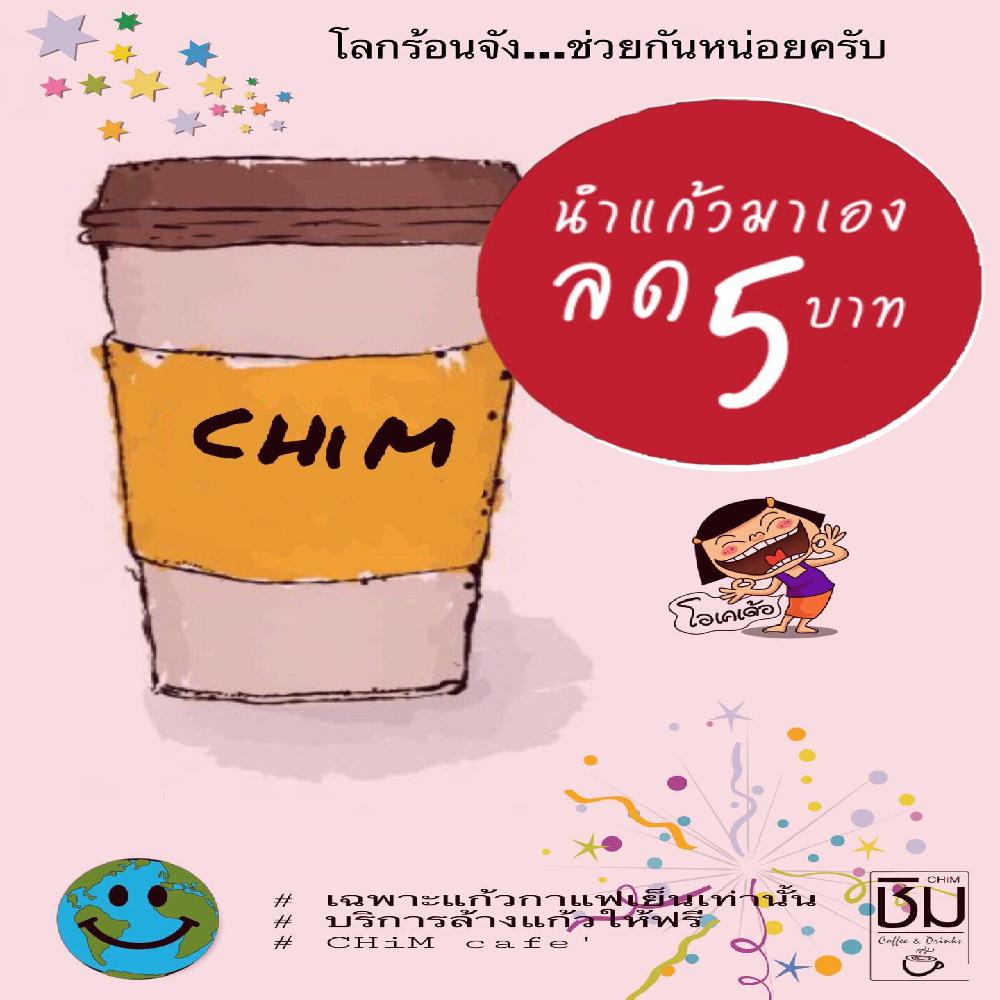 โลกร้อนจัง...ช่วยกันหน่อยครับ
นำแก้วมาเอง
ลด 5 บาท
CHiM
โอเคเด้อ
# เฉพาะแก้วกาแฟเย็นเท่านั้น
# บริการล้างแก้วให้ฟรี
# CHiM cafe'
CHiM
ชิม
Coffee & Drinks